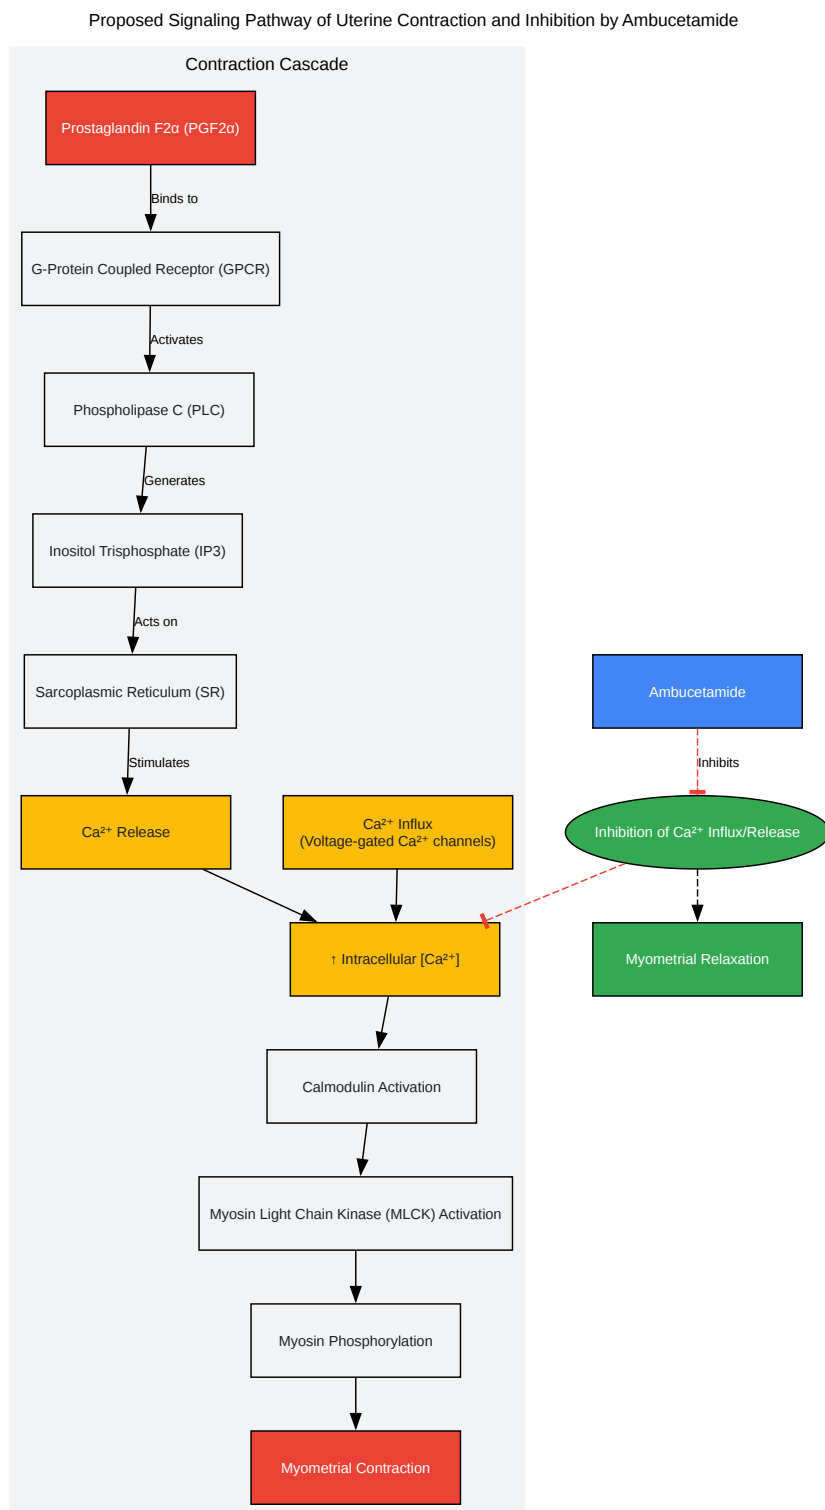 Proposed Signaling Pathway of Uterine Contraction and Inhibition by Ambucetamide
Contraction Cascade
Prostaglandin F2α (PGF2α)
Binds to
G-Protein Coupled Receptor (GPCR)
Activates
Phospholipase C (PLC)
Generates
Inositol Trisphosphate (IP3)
Acts on
Sarcoplasmic Reticulum (SR)
Ambucetamide
Stimulates
Inhibits
Ca²⁺ Release
Ca²⁺ Influx
(Voltage-gated Ca²⁺ channels)
Inhibition of Ca²⁺ Influx/Release
↑ Intracellular [Ca²⁺]
Myometrial Relaxation
Calmodulin Activation
Myosin Light Chain Kinase (MLCK) Activation
Myosin Phosphorylation
Myometrial Contraction